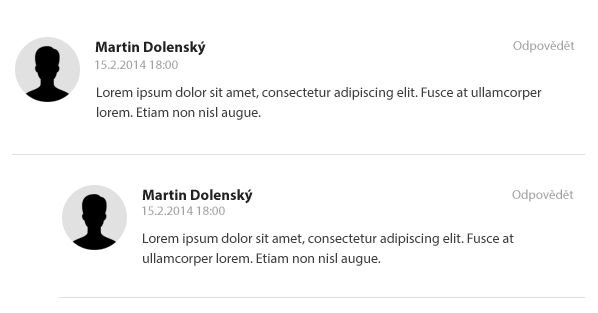 Martin Dolenský
Odpovědět
15.2.2014 18:00
Lorem ipsum dolor sit amet, consectetur adipiscing elit. Fusce at ullamcorper
lorem. Etiam non nisl augue.
Martin Dolenský
Odpovědět
15.2.2014 18:00
Lorem ipsum dolor sit amet, consectetur adipiscing elit. Fusce at
ullamcorper lorem. Etiam non nisl augue.